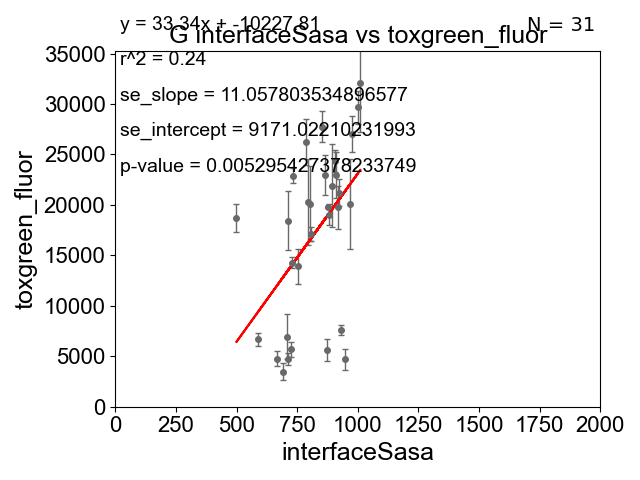 y = 33.34x + -10227.81
N = 31
G interfaceSasa vs toxgreen_fluor
r^2 = 0.24
se_slope = 11.057803534896577
se_intercept = 9171.02210231993
p-value = 0.005295427378233749
35000
30000
25000
20000
15000
10000
5000
0
toxgreen_fluor
0 250 500 750 1000 1250 1500 1750 2000
interfaceSasa